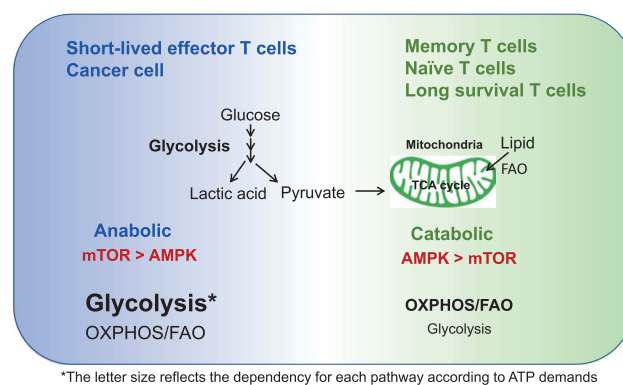 Short-lived effector T cells
Cancer cell
Memory T cells
Naïve T cells
Long survival T cells
Glucose
Glycolysis
Lactic acid
Pyruvate
Mitochondria
Lipid
FAO
TCA cycle
Anabolic
mTOR > AMPK
Catabolic
AMPK > mTOR
Glycolysis*
OXPHOS/FAO
OXPHOS/FAO
Glycolysis
*The letter size reflects the dependency for each pathway according to ATP demands